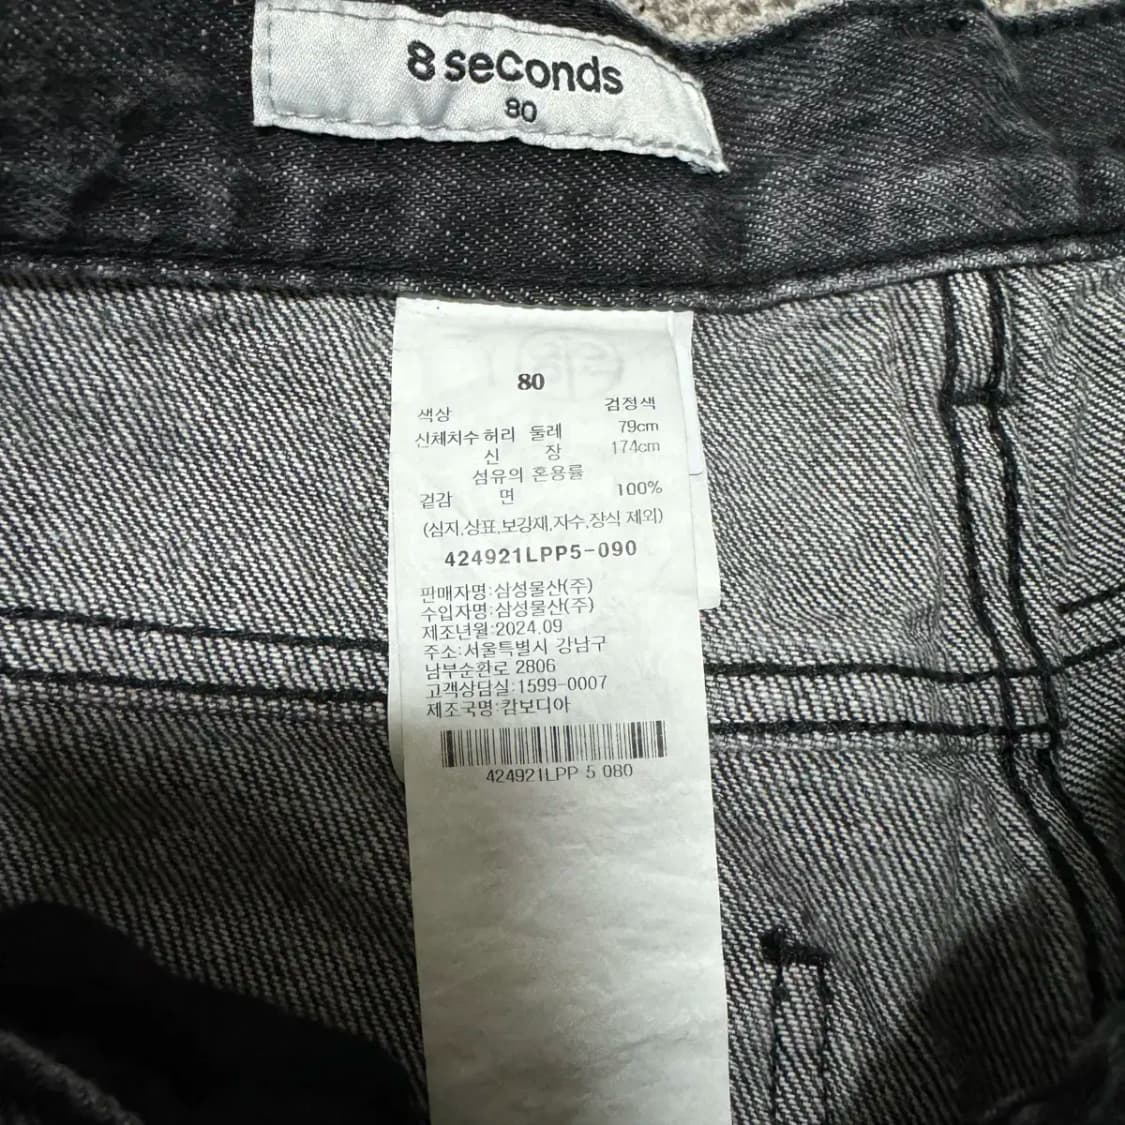 8 seconds
80
80
색상 검정색
신체치수 허리 둘레 79cm
신 장 174cm
섬유의 혼용률
겉감 면 100%
(심지,상표,보강재,자수,장식 제외)
424921LPP5-090
판매자명:삼성물산(주)
수입자명:삼성물산(주)
제조년월:2024.09
주소:서울특별시 강남구
남부순환로 2806
고객상담실:1599-0007
제조국명:캄보디아
424921LPP 5 080